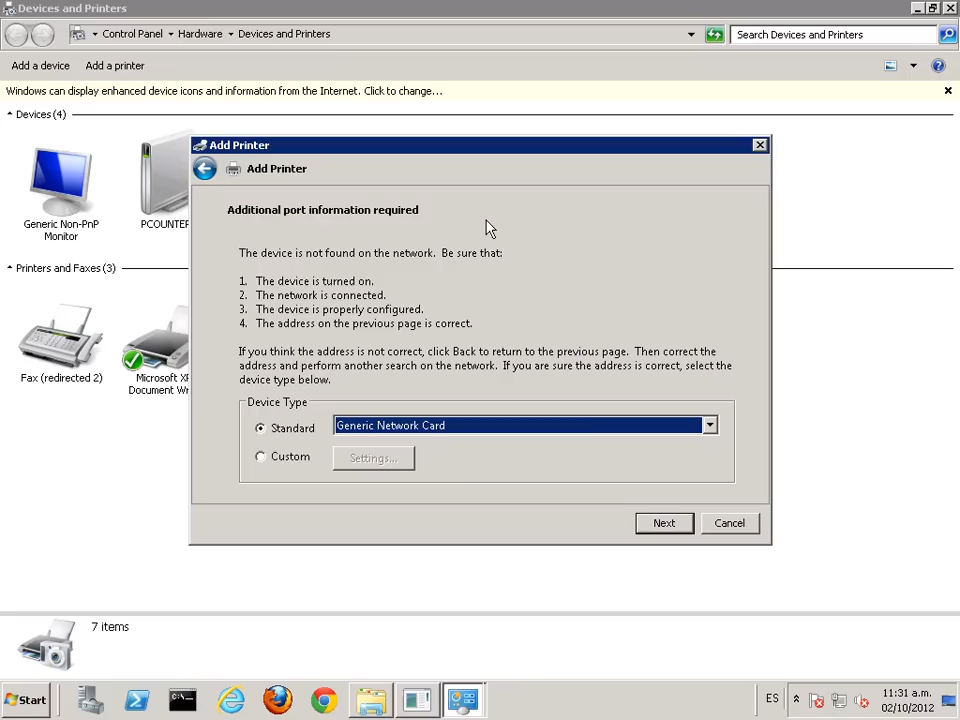 Devices and Printers
Control Panel
Hardware
Devices and Printers
Search Devices and Printers
Add a device
Add a printer
Windows can display enhanced device icons and information from the Internet. Click to change...
Devices (4)
Generic Non-PnP
Monitor
PCOUNTER
Printers and Faxes (3)
Fax (redirected 2)
Microsoft XP
Document Wr
Add Printer
Add Printer
Additional port information required
The device is not found on the network. Be sure that:
1. The device is turned on.
2. The network is connected.
3. The device is properly configured.
4. The address on the previous page is correct.
If you think the address is not correct, click Back to return to the previous page. Then correct the
address and perform another search on the network. If you are sure the address is correct, select the
device type below.
Device Type
Standard
Generic Network Card
Custom
Settings...
Next
Cancel
7 items
Start
C:\_
ES
11:31 a.m.
02/10/2012